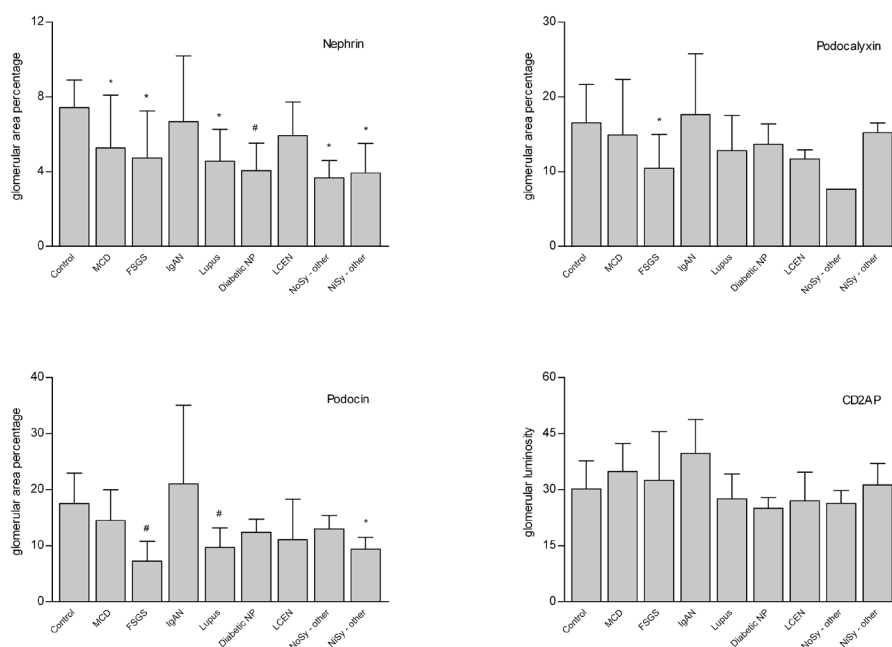 Nephrin
glomerular area percentage
12
8
4
0
* * * # * *
Control MCD FSGS IgAN Lupus Diabetic NP LCEN NoSy - other NiSy - other
Podocalyxin
glomerular area percentage
30
20
10
0
*
Control MCD FSGS IgAN Lupus Diabetic NP LCEN NoSy - other NiSy - other
Podocin
glomerular area percentage
40
30
20
10
0
# # *
Control MCD FSGS IgAN Lupus Diabetic NP LCEN NoSy - other NiSy - other
CD2AP
glomerular luminosity
60
45
30
15
0
Control MCD FSGS IgAN Lupus Diabetic NP LCEN NoSy - other NiSy - other